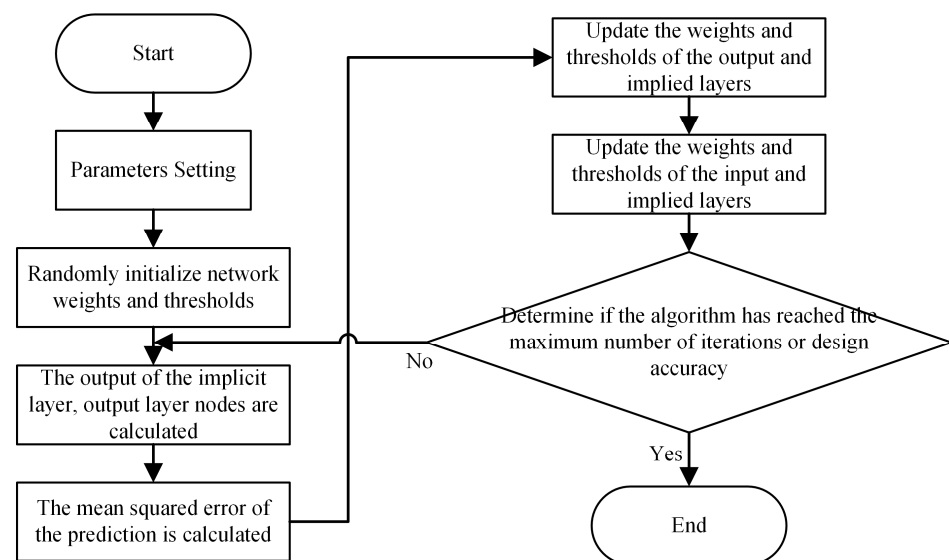 Start
Parameters Setting
Randomly initialize network
weights and thresholds
The output of the implicit
layer, output layer nodes are
calculated
The mean squared error of
the prediction is calculated
Update the weights and
thresholds of the output and
implied layers
Update the weights and
thresholds of the input and
implied layers
Determine if the algorithm has reached the
maximum number of iterations or design
accuracy
No
Yes
End